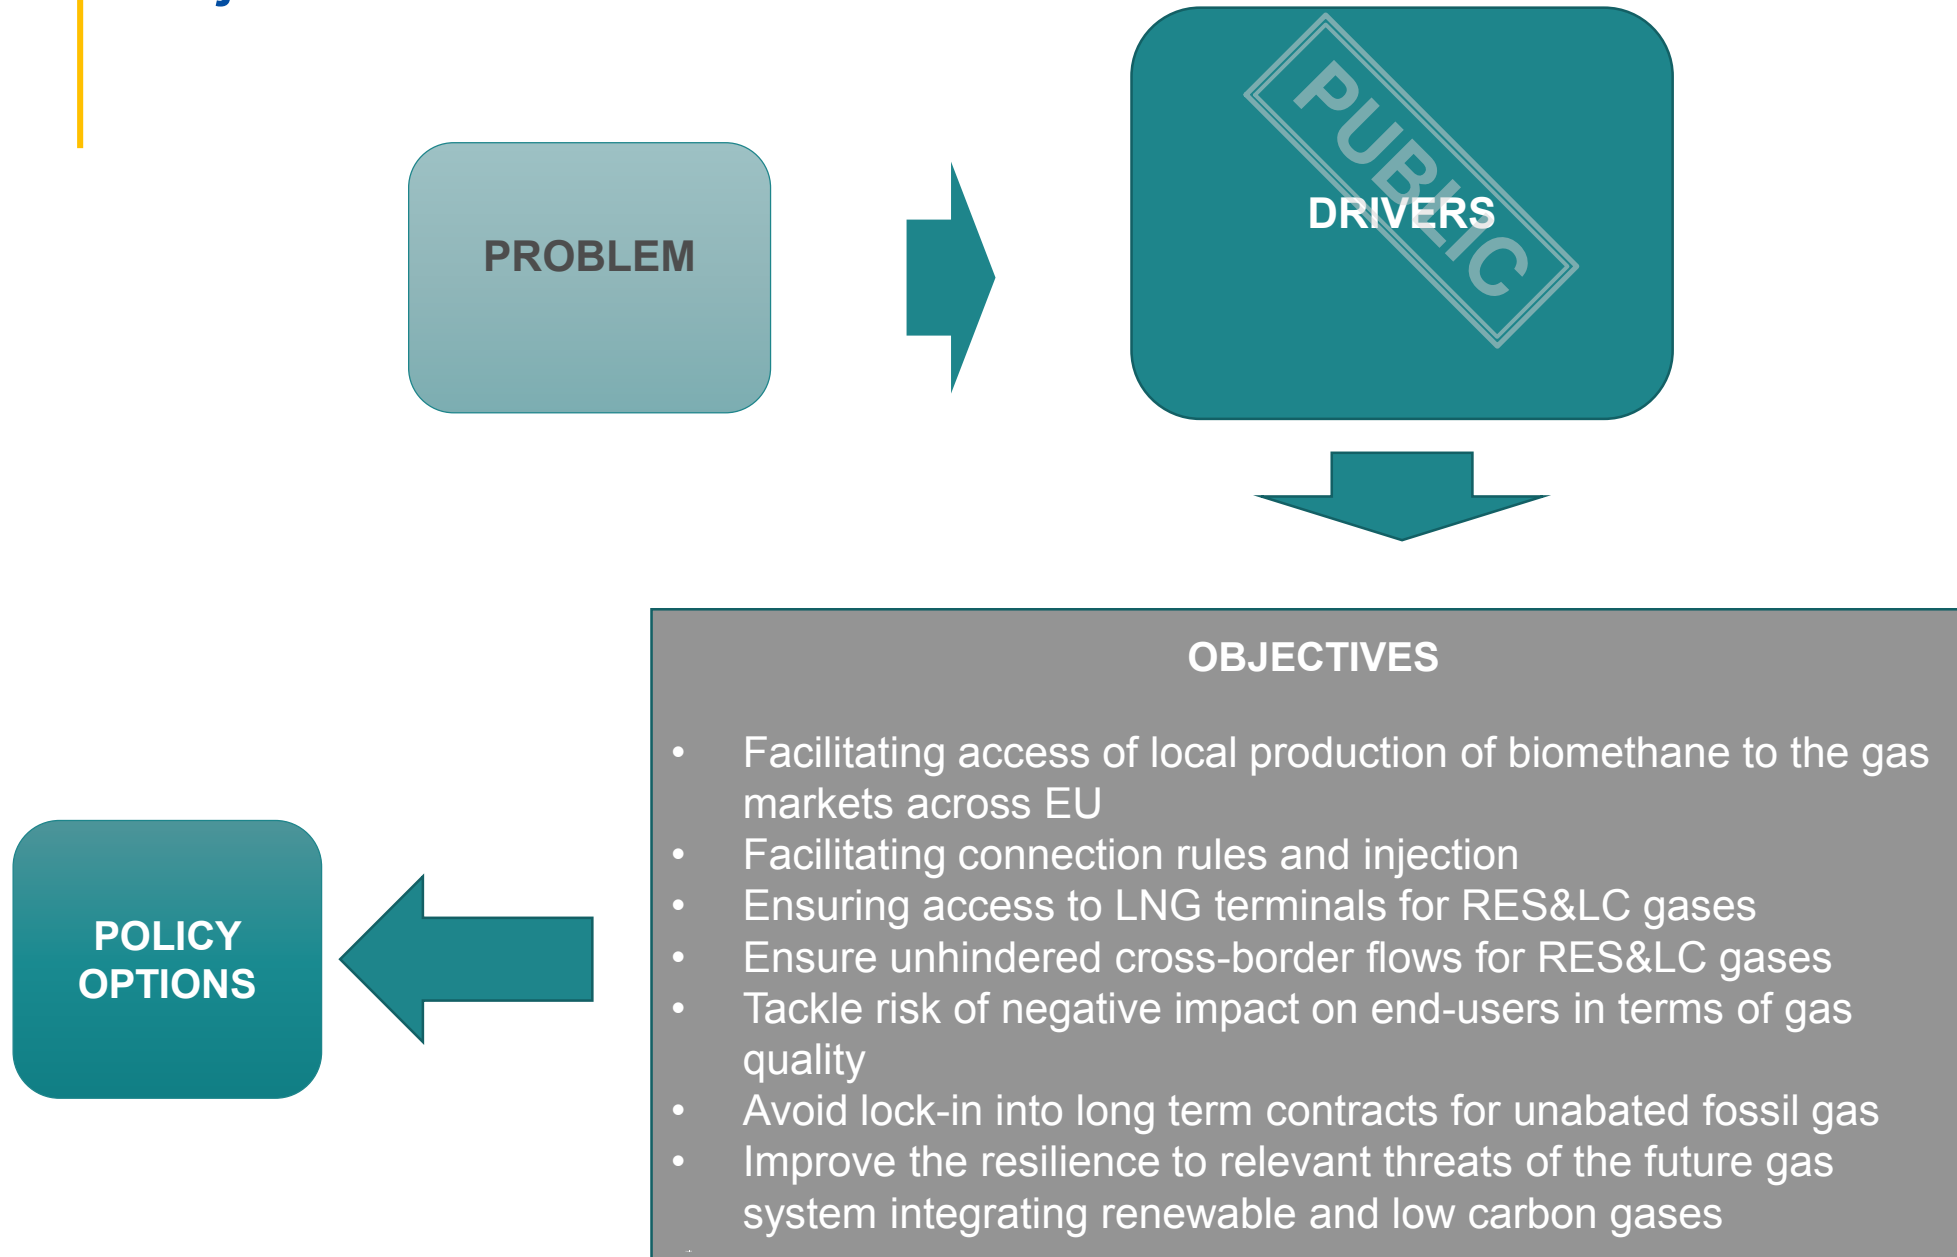 PROBLEM
DRIVERS
PUBLIC
OBJECTIVES
• Facilitating access of local production of biomethane to the gas
markets across EU
• Facilitating connection rules and injection
• Ensuring access to LNG terminals for RES&LC gases
• Ensure unhindered cross-border flows for RES&LC gases
• Tackle risk of negative impact on end-users in terms of gas
quality
• Avoid lock-in into long term contracts for unabated fossil gas
• Improve the resilience to relevant threats of the future gas
system integrating renewable and low carbon gases
POLICY
OPTIONS